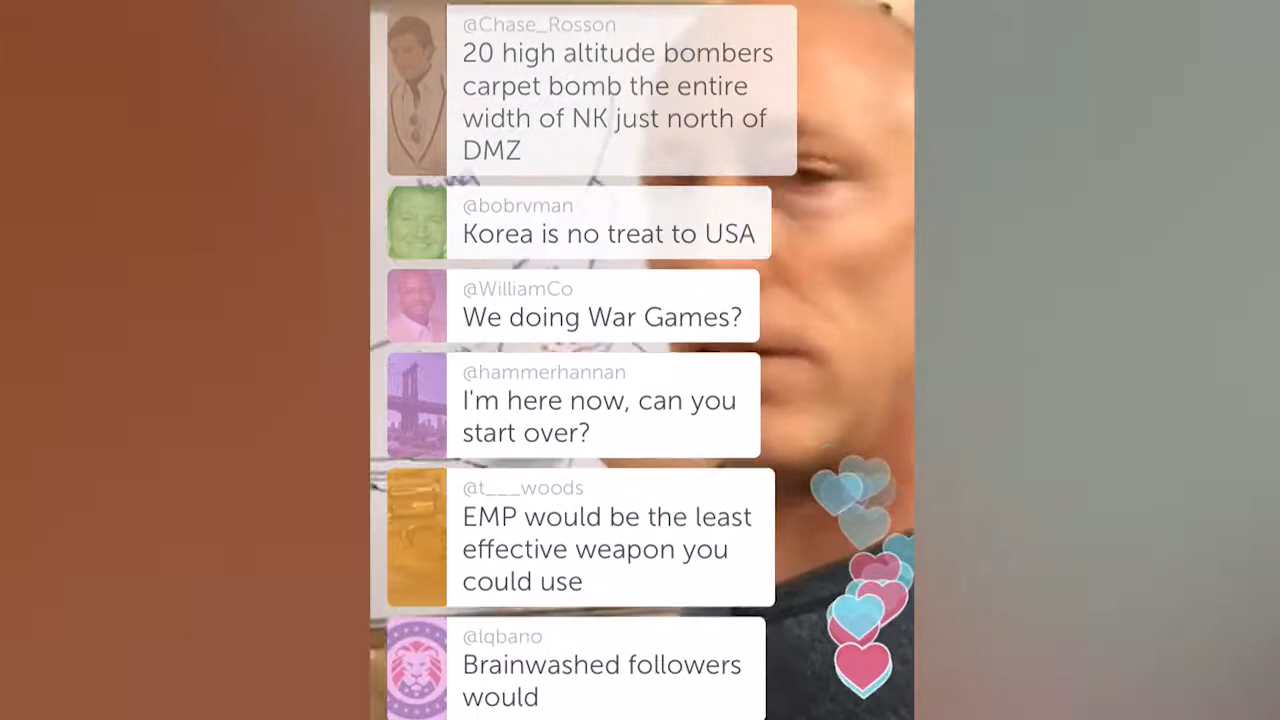 @Chase_Rosson
20 high altitude bombers
carpet bomb the entire
width of NK just north of
DMZ
@bobrvman
Korea is no treat to USA
@WilliamCo
We doing War Games?
@hammerhannan
I'm here now, can you
start over?
@t___woods
EMP would be the least
effective weapon you
could use
@lqbano
Brainwashed followers
would